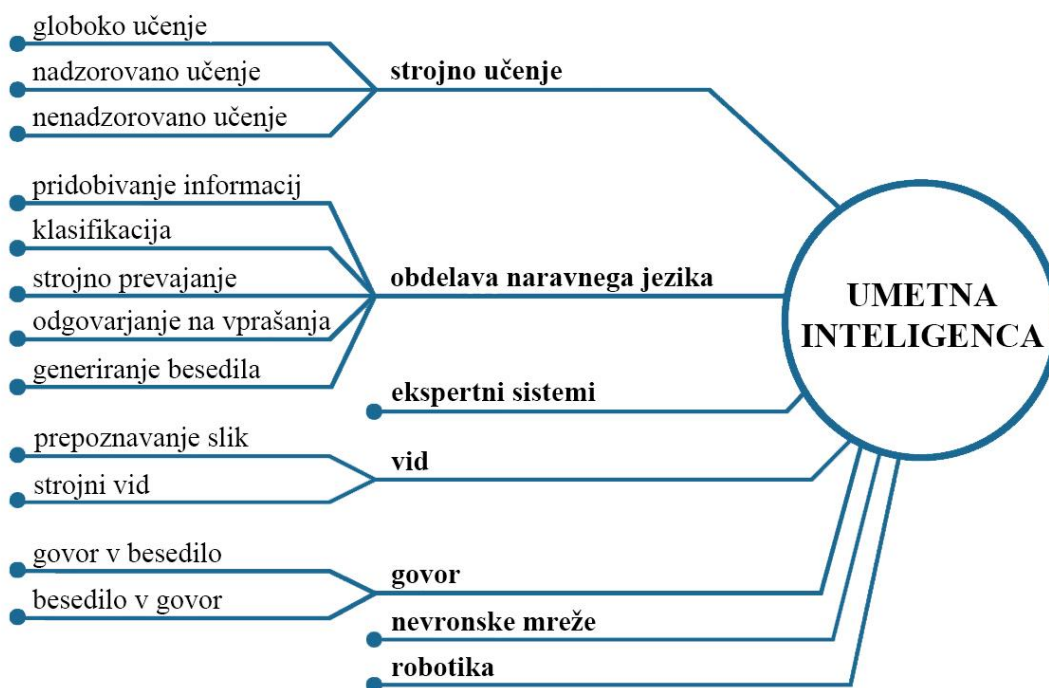 globoko učenje
nadzorovano učenje
nenadzorovano učenje
strojno učenje
pridobivanje informacij
klasifikacija
strojno prevajanje
odgovarjanje na vprašanja
generiranje besedila
obdelava naravnega jezika
ekspertni sistemi
prepoznavanje slik
strojni vid
vid
govor v besedilo
besedilo v govor
govor
nevronske mreže
robotika
UMETNA
INTELIGENCA